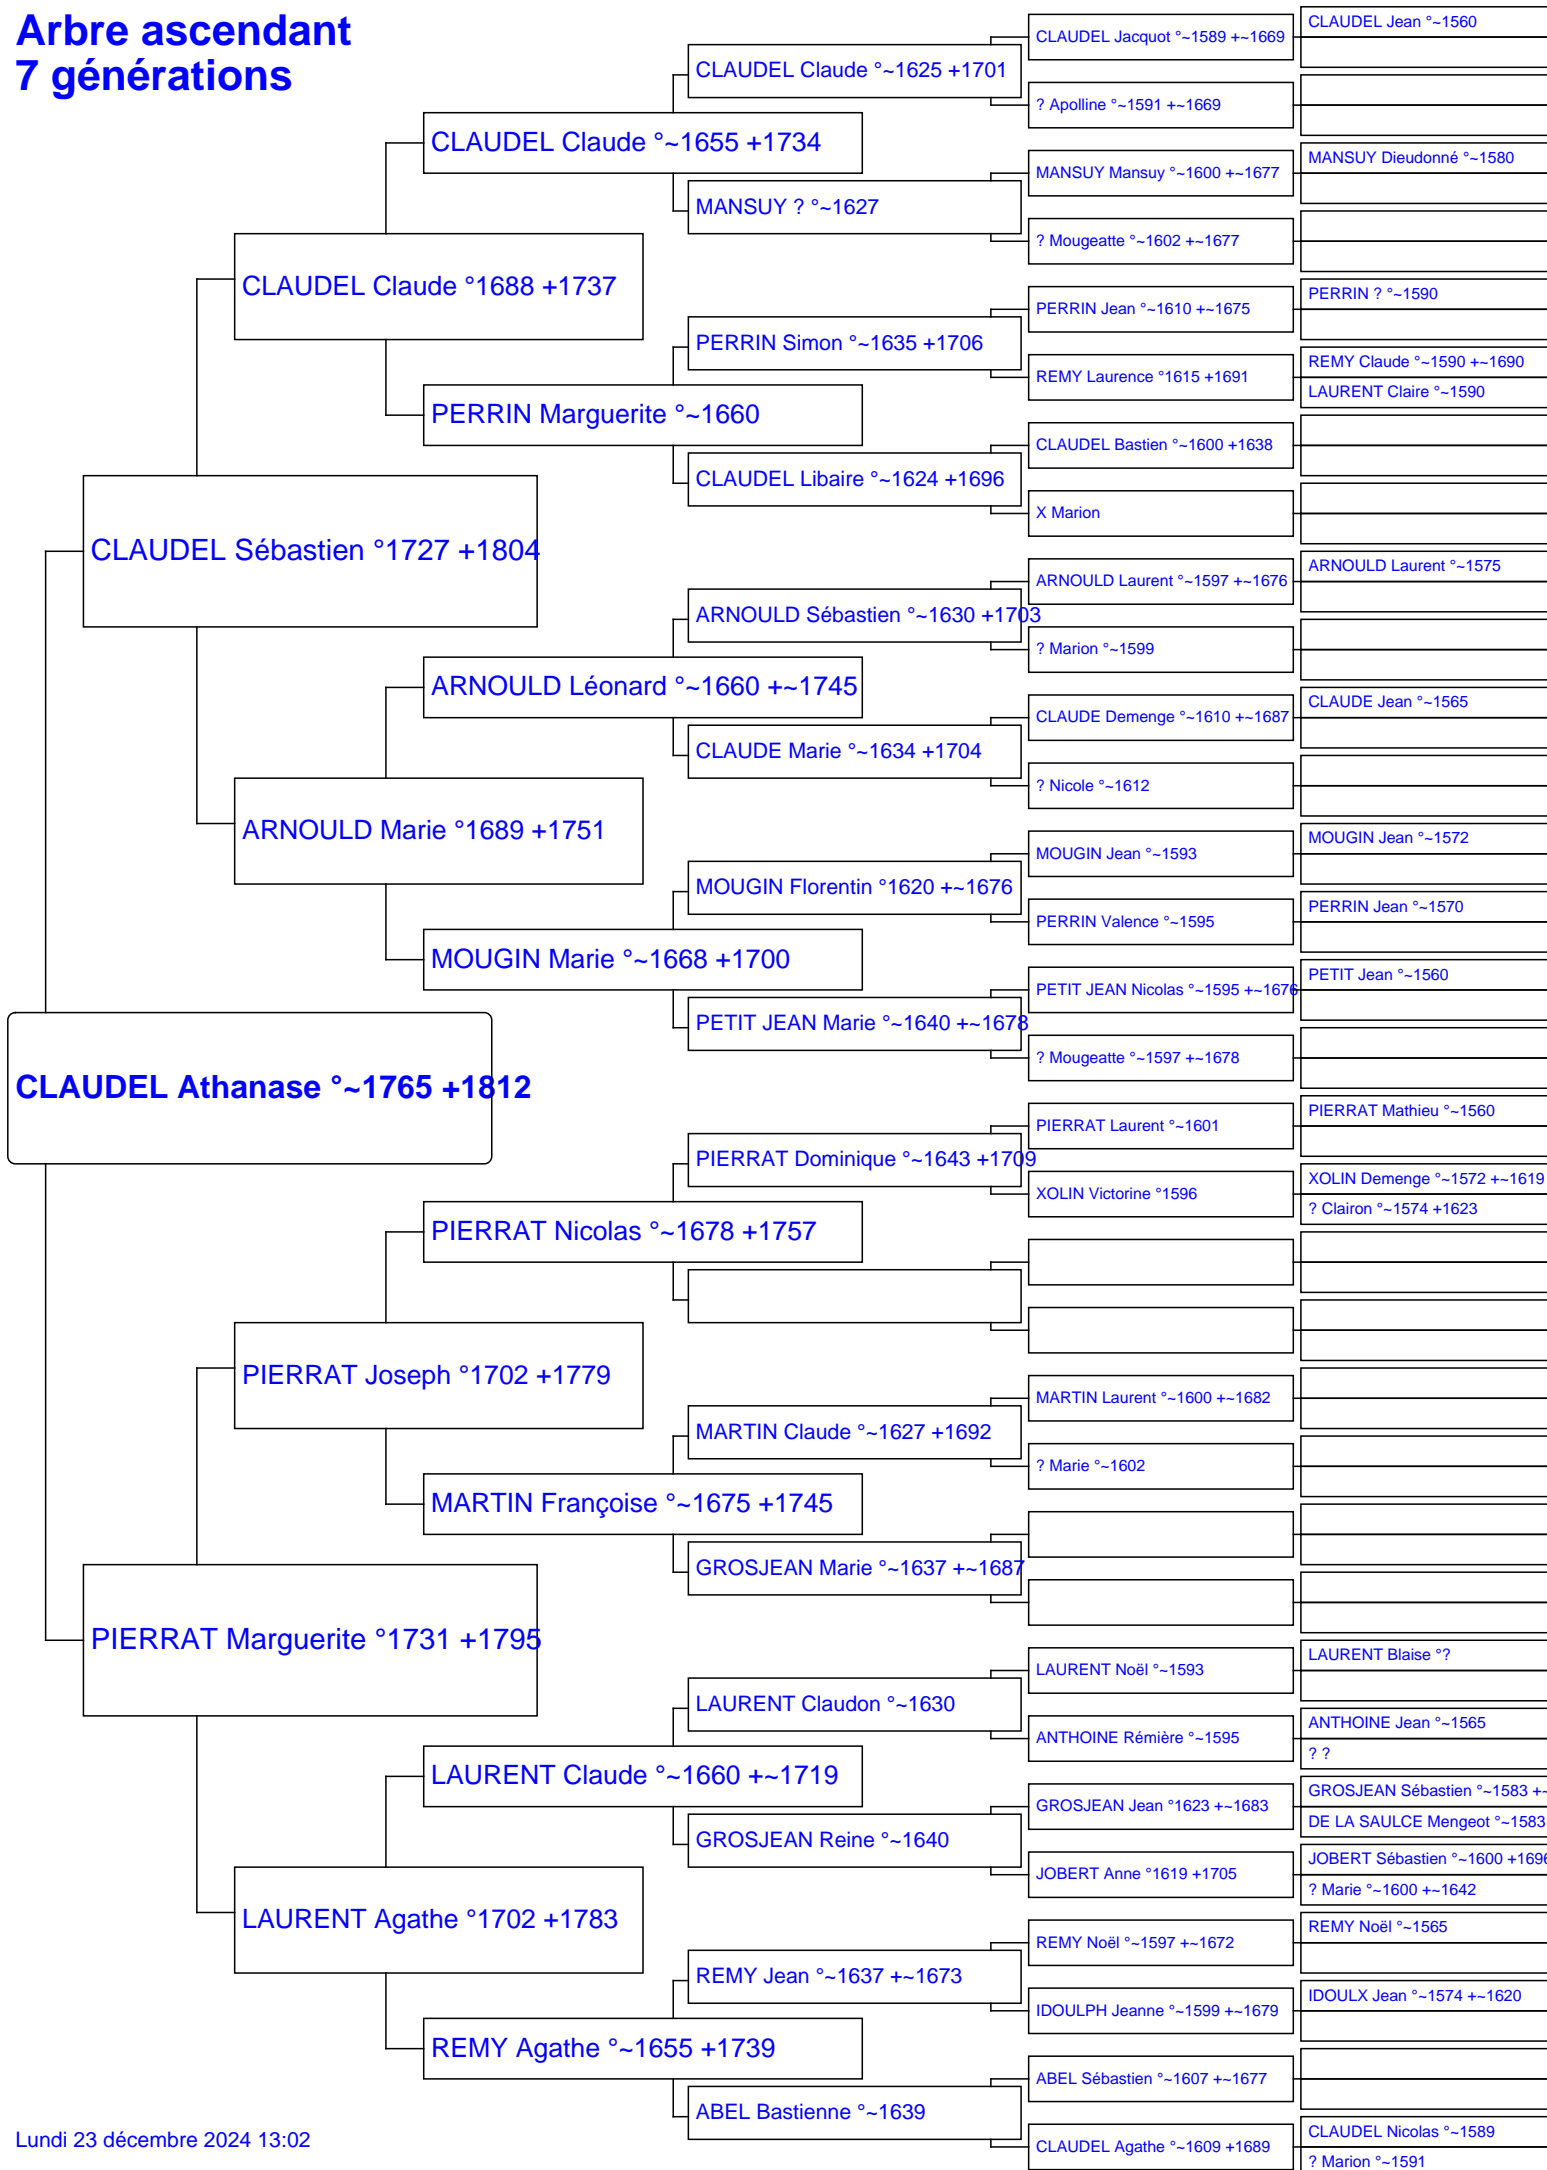 Arbre ascendant
7 générations
CLAUDEL Athanase °~1765 +1812
CLAUDEL Sébastien °1727 +1804
PIERRAT Marguerite °1731 +1795
CLAUDEL Claude °1688 +1737
ARNOULD Marie °1689 +1751
PIERRAT Joseph °1702 +1779
LAURENT Agathe °1702 +1783
CLAUDEL Claude °~1655 +1734
PERRIN Marguerite °~1660
ARNOULD Léonard °~1660 +~1745
MOUGIN Marie °~1668 +1700
PIERRAT Nicolas °~1678 +1757
MARTIN Françoise °~1675 +1745
LAURENT Claude °~1660 +~1719
REMY Agathe °~1655 +1739
CLAUDEL Claude °~1625 +1701
MANSUY ? °~1627
PERRIN Simon °~1635 +1706
CLAUDEL Libaire °~1624 +1696
ARNOULD Sébastien °~1630 +1703
CLAUDE Marie °~1634 +1704
MOUGIN Florentin °1620 +~1676
PETIT JEAN Marie °~1640 +~1678
PIERRAT Dominique °~1643 +1709
MARTIN Claude °~1627 +1692
GROSJEAN Marie °~1637 +~1687
LAURENT Claudon °~1630
GROSJEAN Reine °~1640
REMY Jean °~1637 +~1673
ABEL Bastienne °~1639
CLAUDEL Jacquot °~1589 +~1669
? Apolline °~1591 +~1669
MANSUY Mansuy °~1600 +~1677
? Mougeatte °~1602 +~1677
PERRIN Jean °~1610 +~1675
REMY Laurence °1615 +1691
CLAUDEL Bastien °~1600 +1638
X Marion
ARNOULD Laurent °~1597 +~1676
? Marion °~1599
CLAUDE Demenge °~1610 +~1687
? Nicole °~1612
MOUGIN Jean °~1593
PERRIN Valence °~1595
PETIT JEAN Nicolas °~1595 +~1676
? Mougeatte °~1597 +~1678
PIERRAT Laurent °~1601
XOLIN Victorine °1596
MARTIN Laurent °~1600 +~1682
? Marie °~1602
LAURENT Noël °~1593
ANTHOINE Rémière °~1595
GROSJEAN Jean °1623 +~1683
JOBERT Anne °1619 +1705
REMY Noël °~1597 +~1672
IDOULPH Jeanne °~1599 +~1679
ABEL Sébastien °~1607 +~1677
CLAUDEL Agathe °~1609 +1689
CLAUDEL Jean °~1560
MANSUY Dieudonné °~1580
PERRIN ? °~1590
REMY Claude °~1590 +~1690
LAURENT Claire °~1590
ARNOULD Laurent °~1575
CLAUDE Jean °~1565
MOUGIN Jean °~1572
PERRIN Jean °~1570
PETIT Jean °~1560
PIERRAT Mathieu °~1560
XOLIN Demenge °~1572 +~1619
? Clairon °~1574 +1623
LAURENT Blaise °?
ANTHOINE Jean °~1565
? ?
GROSJEAN Sébastien °~1583 +~
DE LA SAULCE Mengeot °~1583
JOBERT Sébastien °~1600 +1696
? Marie °~1600 +~1642
REMY Noël °~1565
IDOULX Jean °~1574 +~1620
CLAUDEL Nicolas °~1589
? Marion °~1591
Lundi 23 décembre 2024 13:02